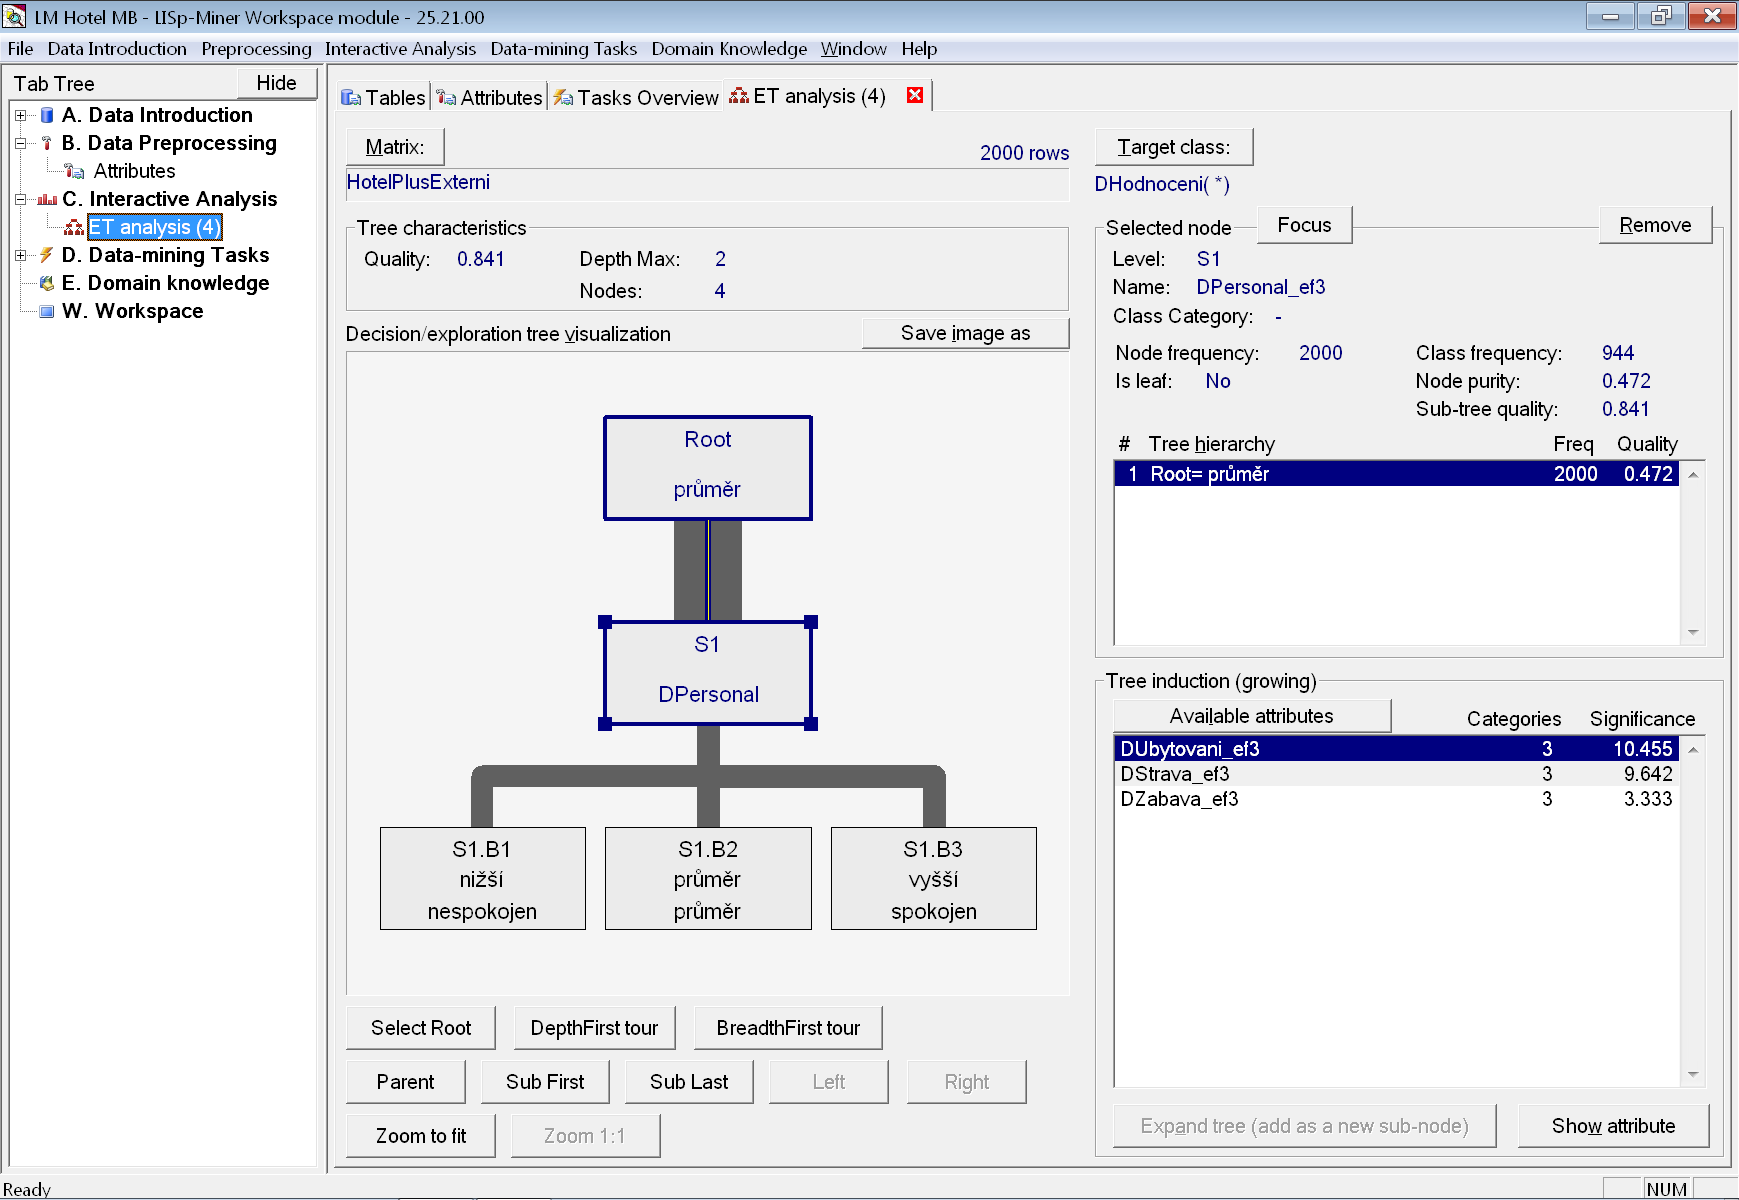 LM Hotel MB - LISp-Miner Workspace module - 25.21.00
File Data Introduction Preprocessing Interactive Analysis Data-mining Tasks Domain Knowledge Window Help
Tab Tree
Hide
A. Data Introduction
B. Data Preprocessing
Attributes
C. Interactive Analysis
ET analysis (4)
D. Data-mining Tasks
E. Domain knowledge
W. Workspace
Tables Attributes Tasks Overview ET analysis (4)
Matrix:
2000 rows
HotelPlusExterni
Tree characteristics
Quality: 0.841 Depth Max: 2
Nodes: 4
Decision/exploration tree visualization
Save image as
Root
průměr
S1
DPersonal
S1.B1
nižší
nespokojen
S1.B2
průměr
průměr
S1.B3
vyšší
spokojen
Select Root DepthFirst tour BreadthFirst tour
Parent Sub First Sub Last Left Right
Zoom to fit Zoom 1:1
Target class:
DHodnoceni( *)
Selected node Focus Remove
Level: S1
Name: DPersonal_ef3
Class Category: -
Node frequency: 2000 Class frequency: 944
Is leaf: No Node purity: 0.472
Sub-tree quality: 0.841
# Tree hierarchy Freq Quality
1 Root= průměr 2000 0.472
Tree induction (growing)
Available attributes Categories Significance
DUbytovani_ef3 3 10.455
DStrava_ef3 3 9.642
DZabava_ef3 3 3.333
Expand tree (add as a new sub-node) Show attribute
Ready
NUM